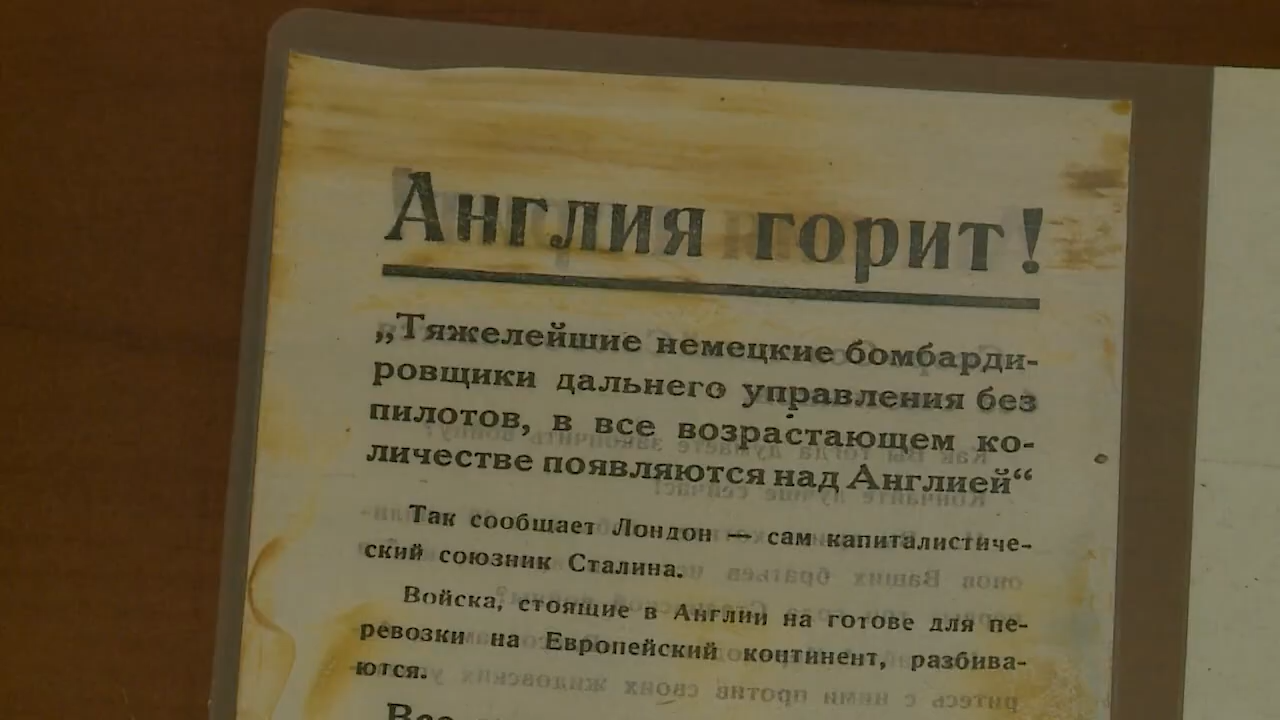 Англия горит!
„Тяжелейшие немецкие бомбарди-
ровщики дальнего управления без
пилотов, в все возрастающем ко-
личестве появляются над Англией“
Так сообщает Лондон — сам капиталистиче-
ский союзник Сталина.
Войска, стоящие в Англии на готове для пе-
ревозки на Европейский континент, разбива-
ются.